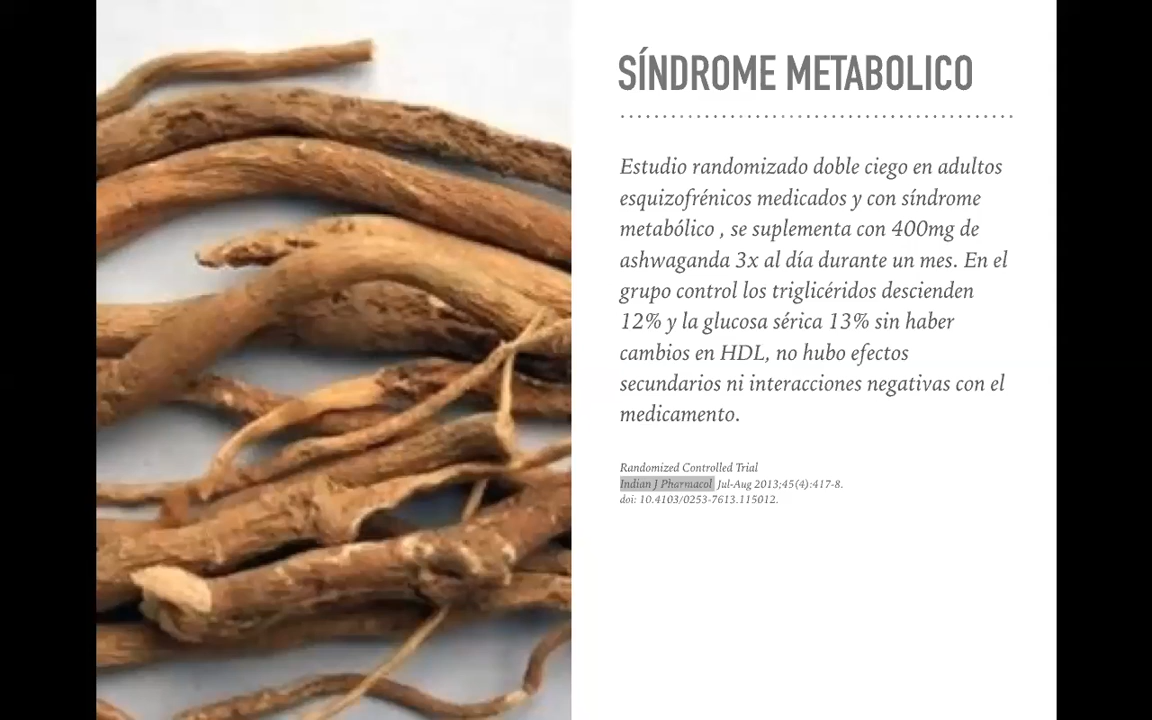 SÍNDROME METABOLICO
Estudio randomizado doble ciego en adultos
esquizofrénicos medicados y con síndrome
metabólico , se suplementa con 400mg de
ashwaganda 3x al día durante un mes. En el
grupo control los triglicéridos descienden
12% y la glucosa sérica 13% sin haber
cambios en HDL, no hubo efectos
secundarios ni interacciones negativas con el
medicamento.
Randomized Controlled Trial
Indian J Pharmacol Jul-Aug 2013;45(4):417-8.
doi: 10.4103/0253-7613.115012.